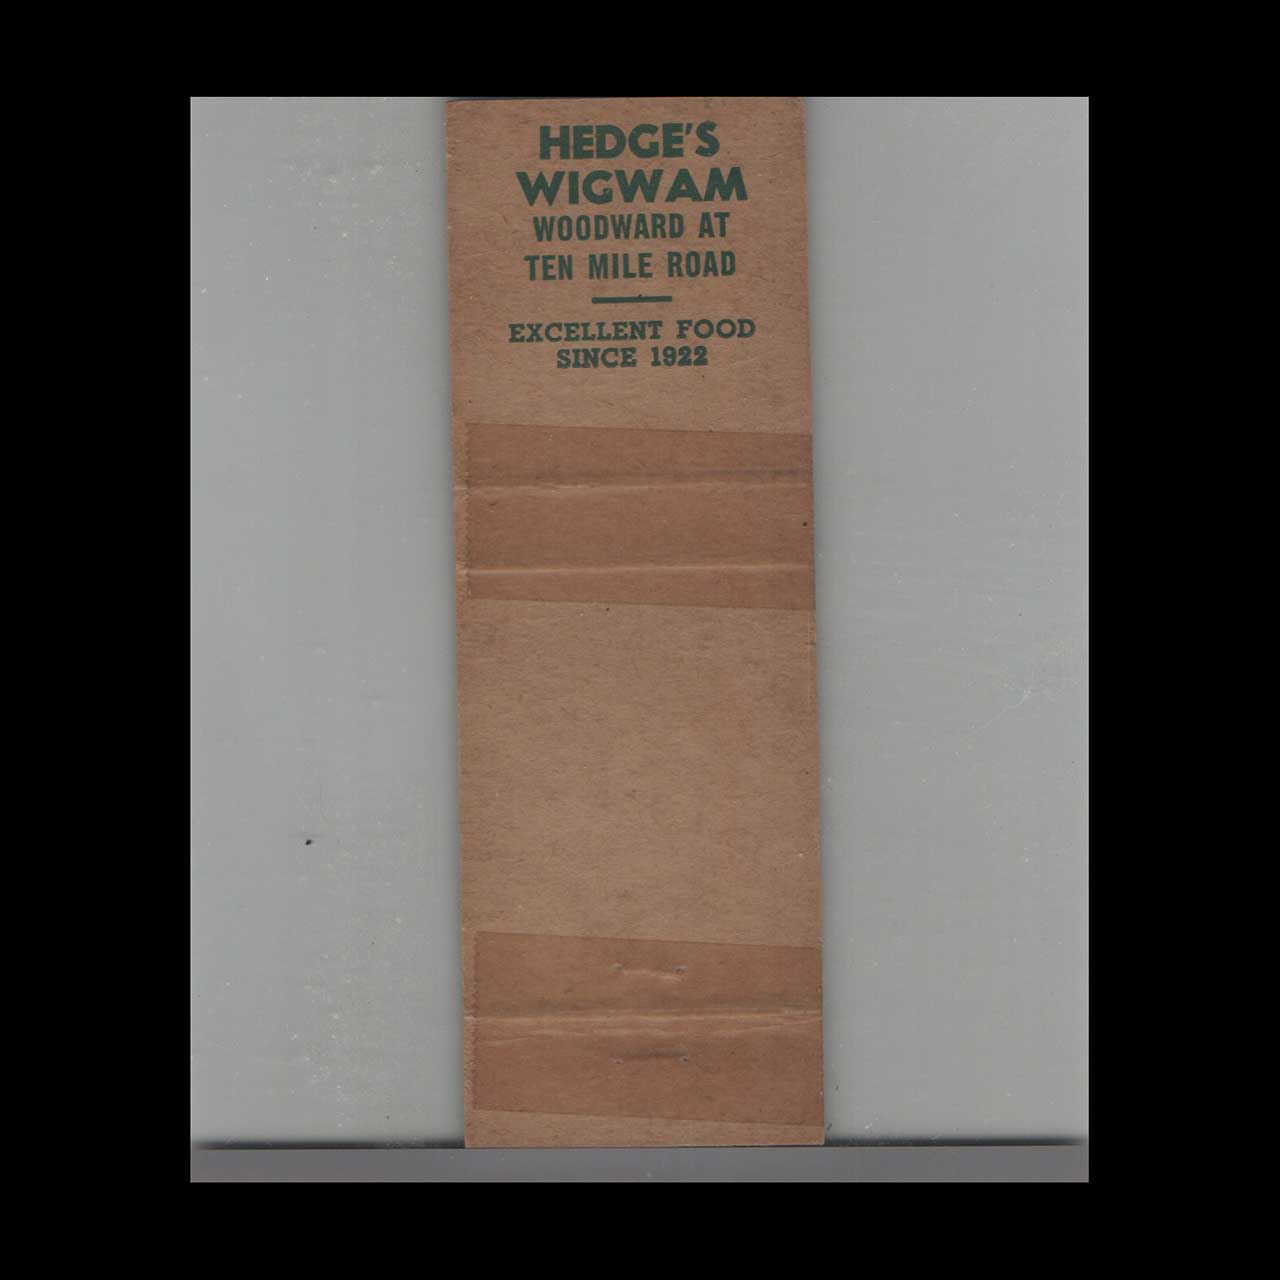 HEDGE'S
WIGWAM
WOODWARD AT
TEN MILE ROAD
EXCELLENT FOOD
SINCE 1922